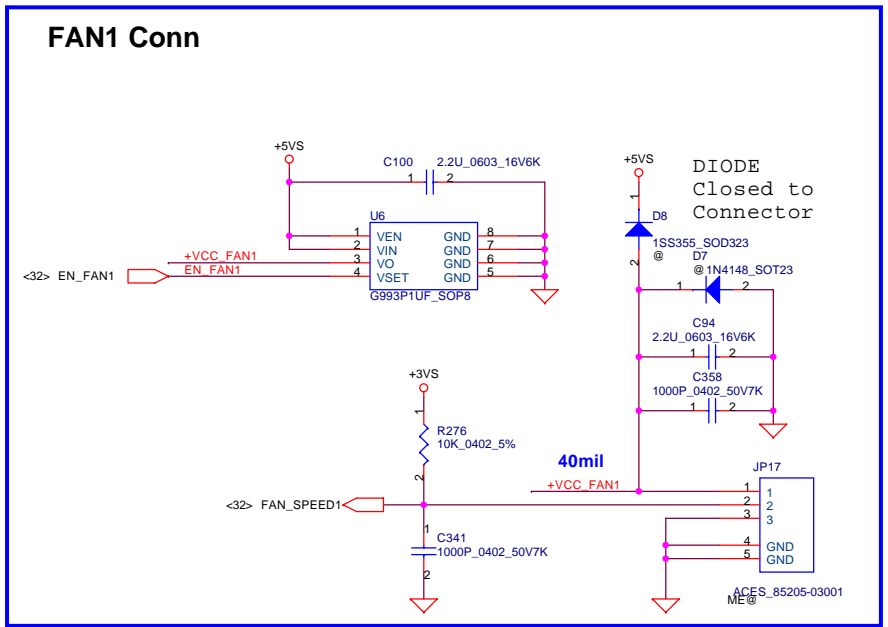 FAN1 Conn
+5VS
C100 2.2U_0603_16V6K
1 2
U6
1 VEN GND 8
2 VIN GND 7
+VCC_FAN1 3 VO GND 6
<32> EN_FAN1 EN_FAN1 4 VSET GND 5
G993P1UF_SOP8
+5VS
DIODE
Closed to
Connector
1
D8
1SS355_SOD323
@
2
D7
@ 1N4148_SOT23
1 2
C94
2.2U_0603_16V6K
1 2
C358
1000P_0402_50V7K
1 2
+3VS
1
R276
10K_0402_5%
2
40mil
+VCC_FAN1
<32> FAN_SPEED1
1
C341
1000P_0402_50V7K
2
JP17
1 1
2 2
3 3
4 GND
5 GND
ACES_85205-03001
ME@